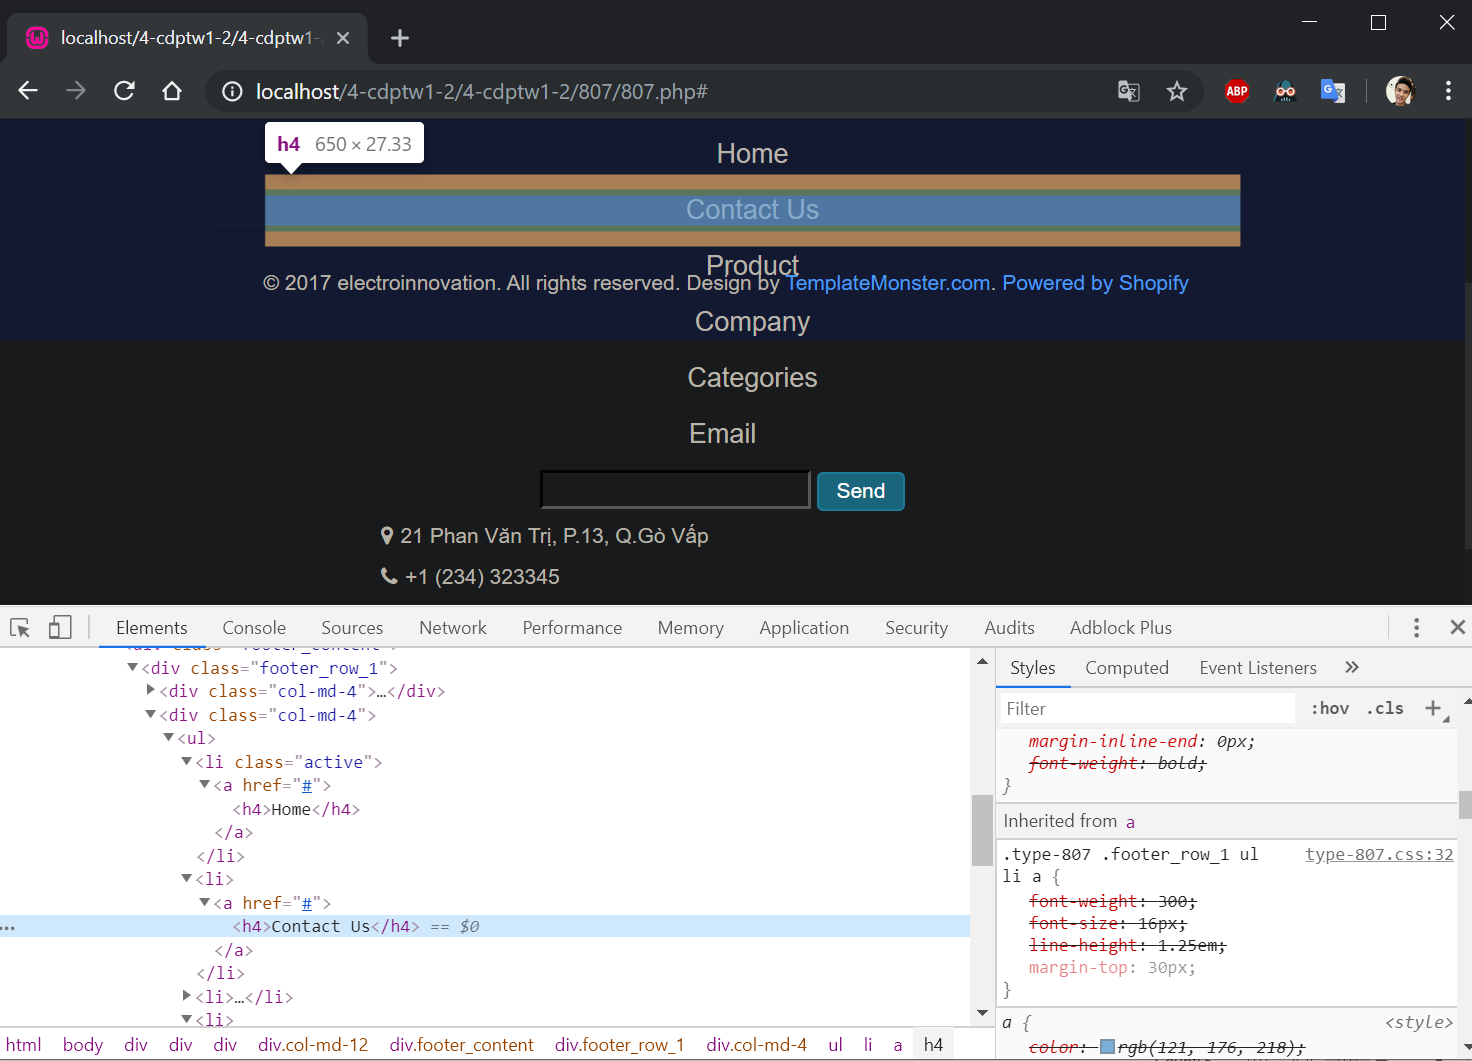 localhost/4-cdptw1-2/4-cdptw1-
localhost/4-cdptw1-2/4-cdptw1-2/807/807.php#
ABP
h4 650 × 27.33
Home
Contact Us
Product
© 2017 electroinnovation. All rights reserved. Design by TemplateMonster.com. Powered by Shopify
Company
Categories
Email
Send
21 Phan Văn Trị, P.13, Q.Gò Vấp
+1 (234) 323345
Elements Console Sources Network Performance Memory Application Security Audits Adblock Plus
<div class="footer_row_1">
<div class="col-md-4">…</div>
<div class="col-md-4">
<ul>
<li class="active">
<a href="#">
<h4>Home</h4>
</a>
</li>
<li>
<a href="#">
<h4>Contact Us</h4> == $0
</a>
</li>
<li>…</li>
<li>
html body div div div div.col-md-12 div.footer_content div.footer_row_1 div.col-md-4 ul li a h4
Styles Computed Event Listeners »
Filter :hov .cls +
margin-inline-end: 0px;
font-weight: bold;
}
Inherited from a
.type-807 .footer_row_1 ul type-807.css:32
li a {
font-weight: 300;
font-size: 16px;
line-height: 1.25em;
margin-top: 30px;
}
a { <style>
color: rgb(121, 176, 218);